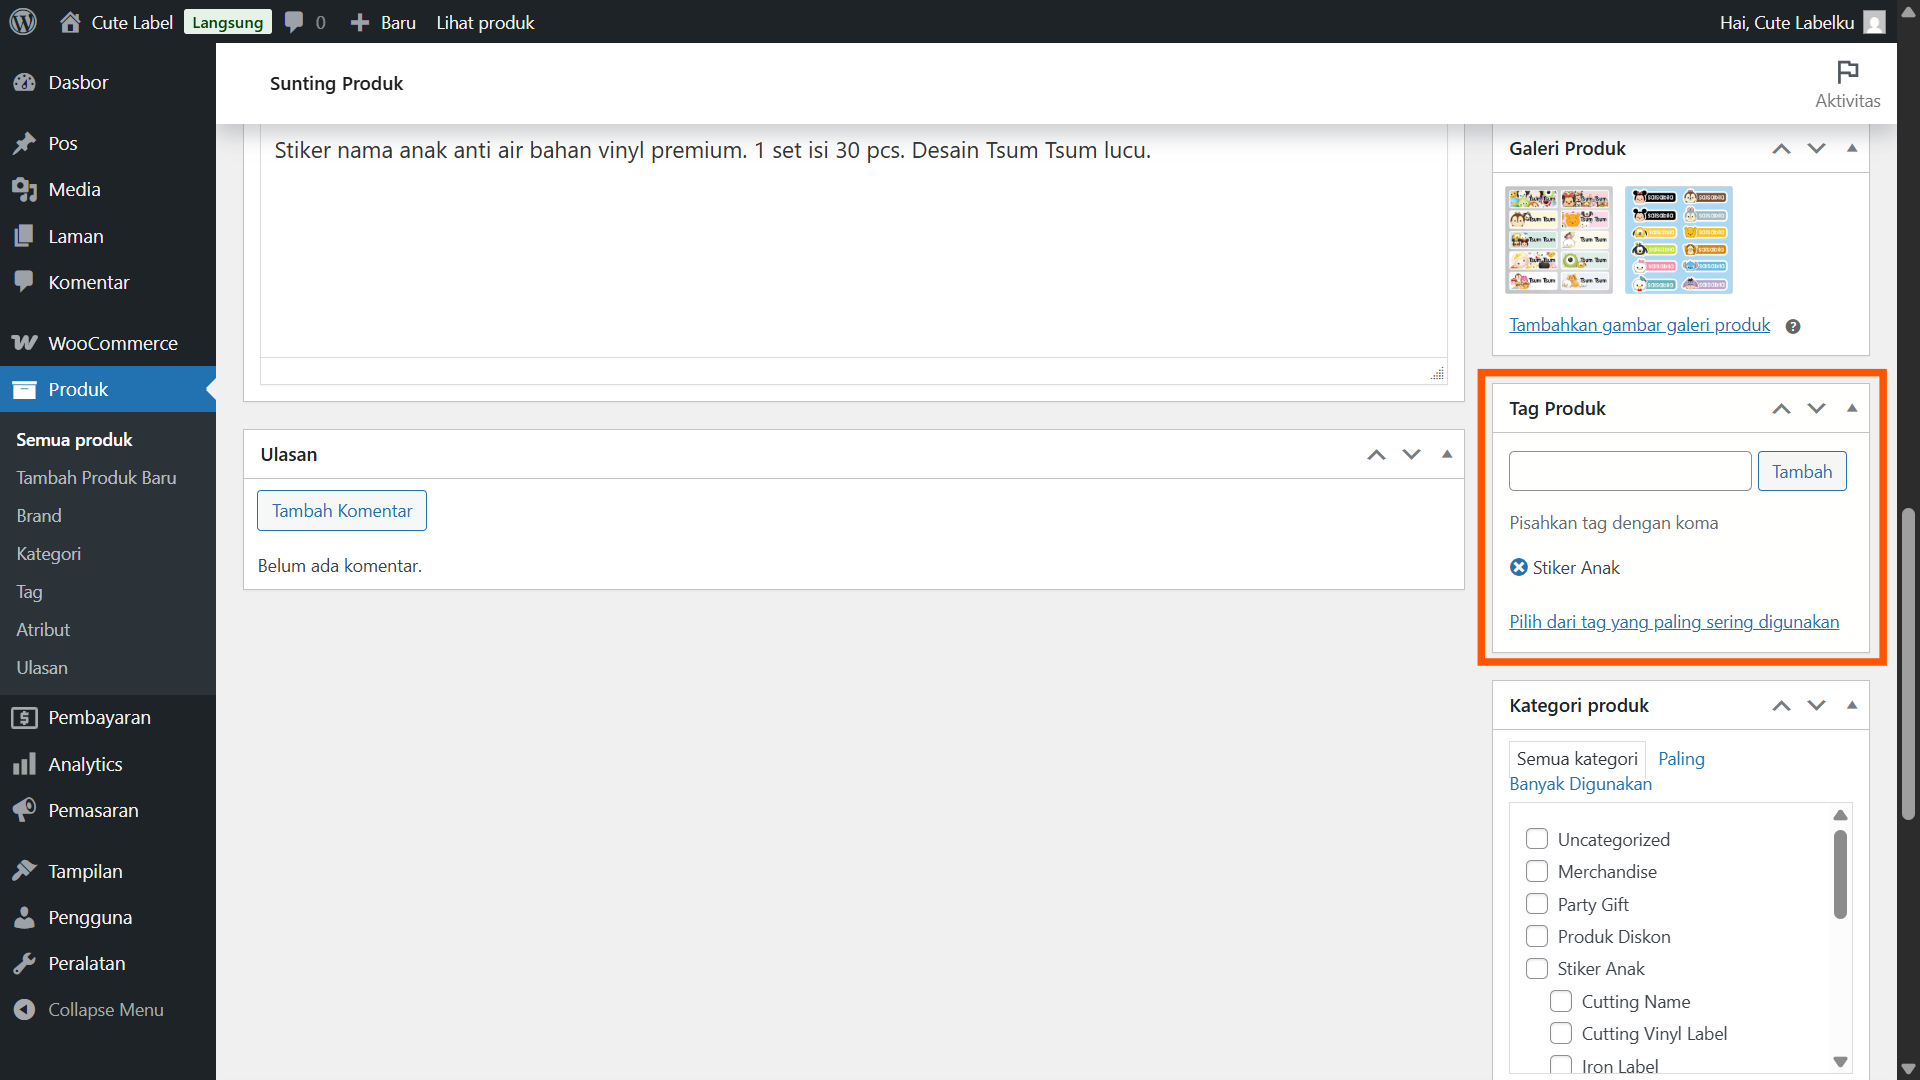 Cute Label Langsung 0 Baru Lihat produk Hai, Cute Labelku
Dasbor
Pos
Media
Laman
Komentar
WooCommerce
Produk
Semua produk
Tambah Produk Baru
Brand
Kategori
Tag
Atribut
Ulasan
Pembayaran
Analytics
Pemasaran
Tampilan
Pengguna
Peralatan
Collapse Menu
Sunting Produk
Aktivitas
Stiker nama anak anti air bahan vinyl premium. 1 set isi 30 pcs. Desain Tsum Tsum lucu.
Ulasan
Tambah Komentar
Belum ada komentar.
Galeri Produk
Tambahkan gambar galeri produk
Tag Produk
Tambah
Pisahkan tag dengan koma
Stiker Anak
Pilih dari tag yang paling sering digunakan
Kategori produk
Semua kategori Paling
Banyak Digunakan
Uncategorized
Merchandise
Party Gift
Produk Diskon
Stiker Anak
Cutting Name
Cutting Vinyl Label
Iron Label